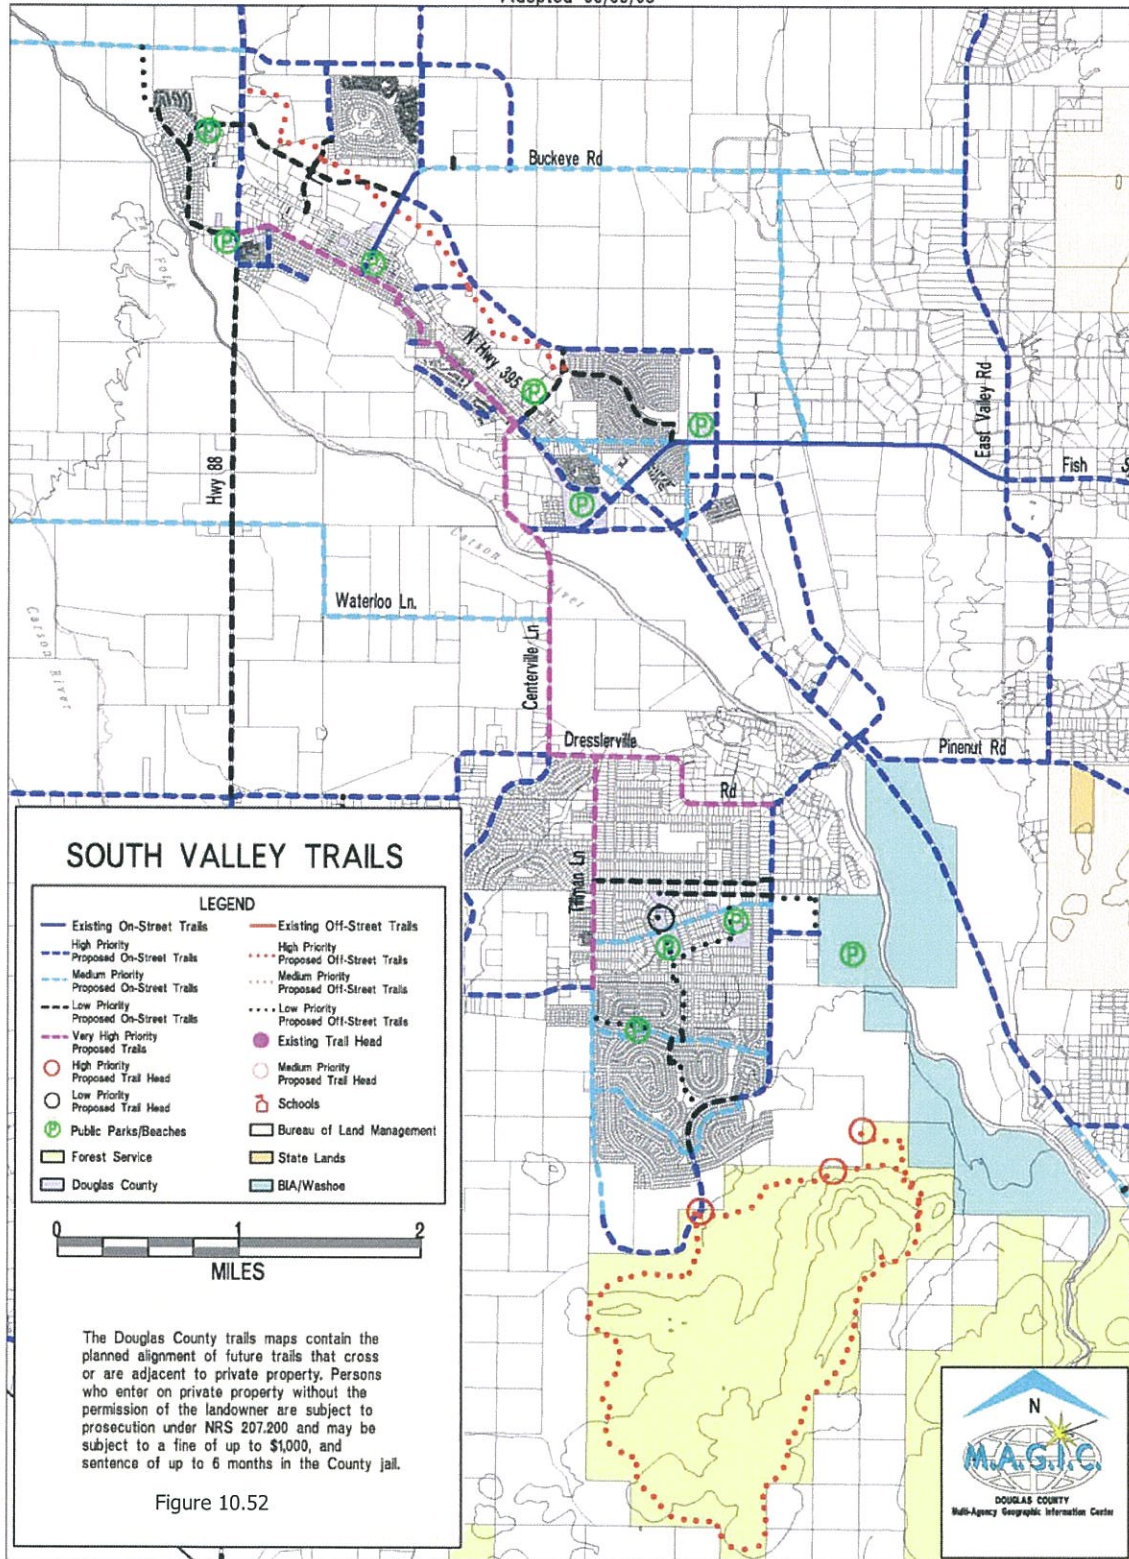 Buckeye Rd
Fork
N Hwy 395
East Valley Rd
Fish S
Hwy 88
Carson River
Waterloo Ln.
Carson River
Centerville Ln
Dresslerville
Rd
Pinenut Rd
Tillman Ln
SOUTH VALLEY TRAILS
LEGEND
Existing On-Street Trails
High Priority
Proposed On-Street Trails
Medium Priority
Proposed On-Street Trails
Low Priority
Proposed On-Street Trails
Very High Priority
Proposed Trails
High Priority
Proposed Trail Head
Low Priority
Proposed Trail Head
P Public Parks/Beaches
Forest Service
Douglas County
Existing Off-Street Trails
High Priority
Proposed Off-Street Trails
Medium Priority
Proposed Off-Street Trails
Low Priority
Proposed Off-Street Trails
Existing Trail Head
Medium Priority
Proposed Trail Head
Schools
Bureau of Land Management
State Lands
BIA/Washoe
0 1 2
MILES
The Douglas County trails maps contain the
planned alignment of future trails that cross
or are adjacent to private property. Persons
who enter on private property without the
permission of the landowner are subject to
prosecution under NRS 207.200 and may be
subject to a fine of up to $1,000, and
sentence of up to 6 months in the County jail.
Figure 10.52
N
M.A.G.I.C.
DOUGLAS COUNTY
Multi-Agency Geographic Information Center